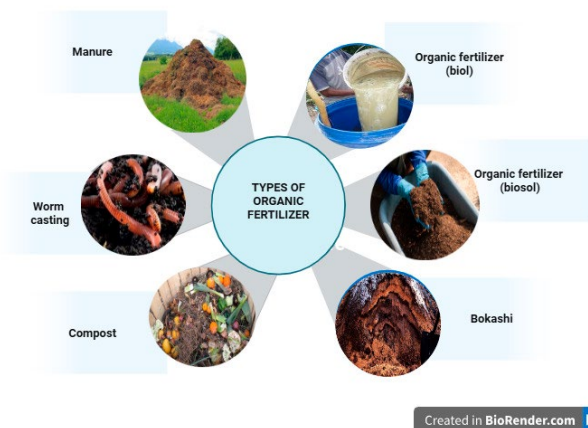 Manure
Organic fertilizer
(biol)
TYPES OF
ORGANIC
FERTILIZER
Organic fertilizer
(biosol)
Worm
casting
Compost
Bokashi
Created in BioRender.com